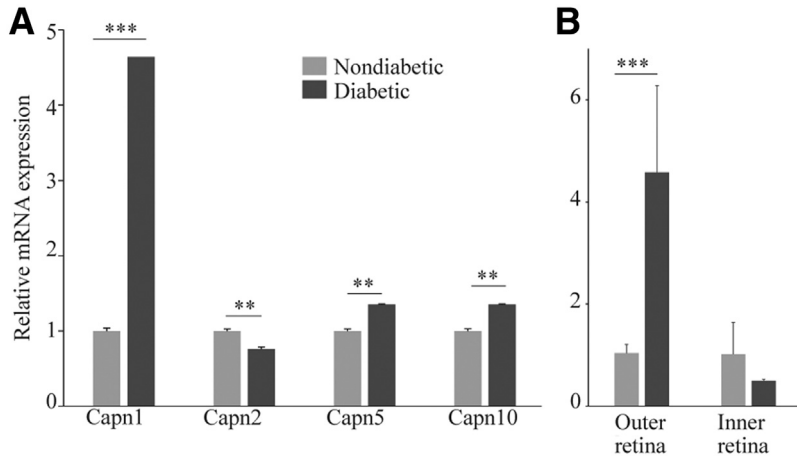 A
B
Relative mRNA expression
5
4
3
2
1
0
***
**
**
**
Nondiabetic
Diabetic
Capn1
Capn2
Capn5
Capn10
6
4
2
0
***
Outer
retina
Inner
retina